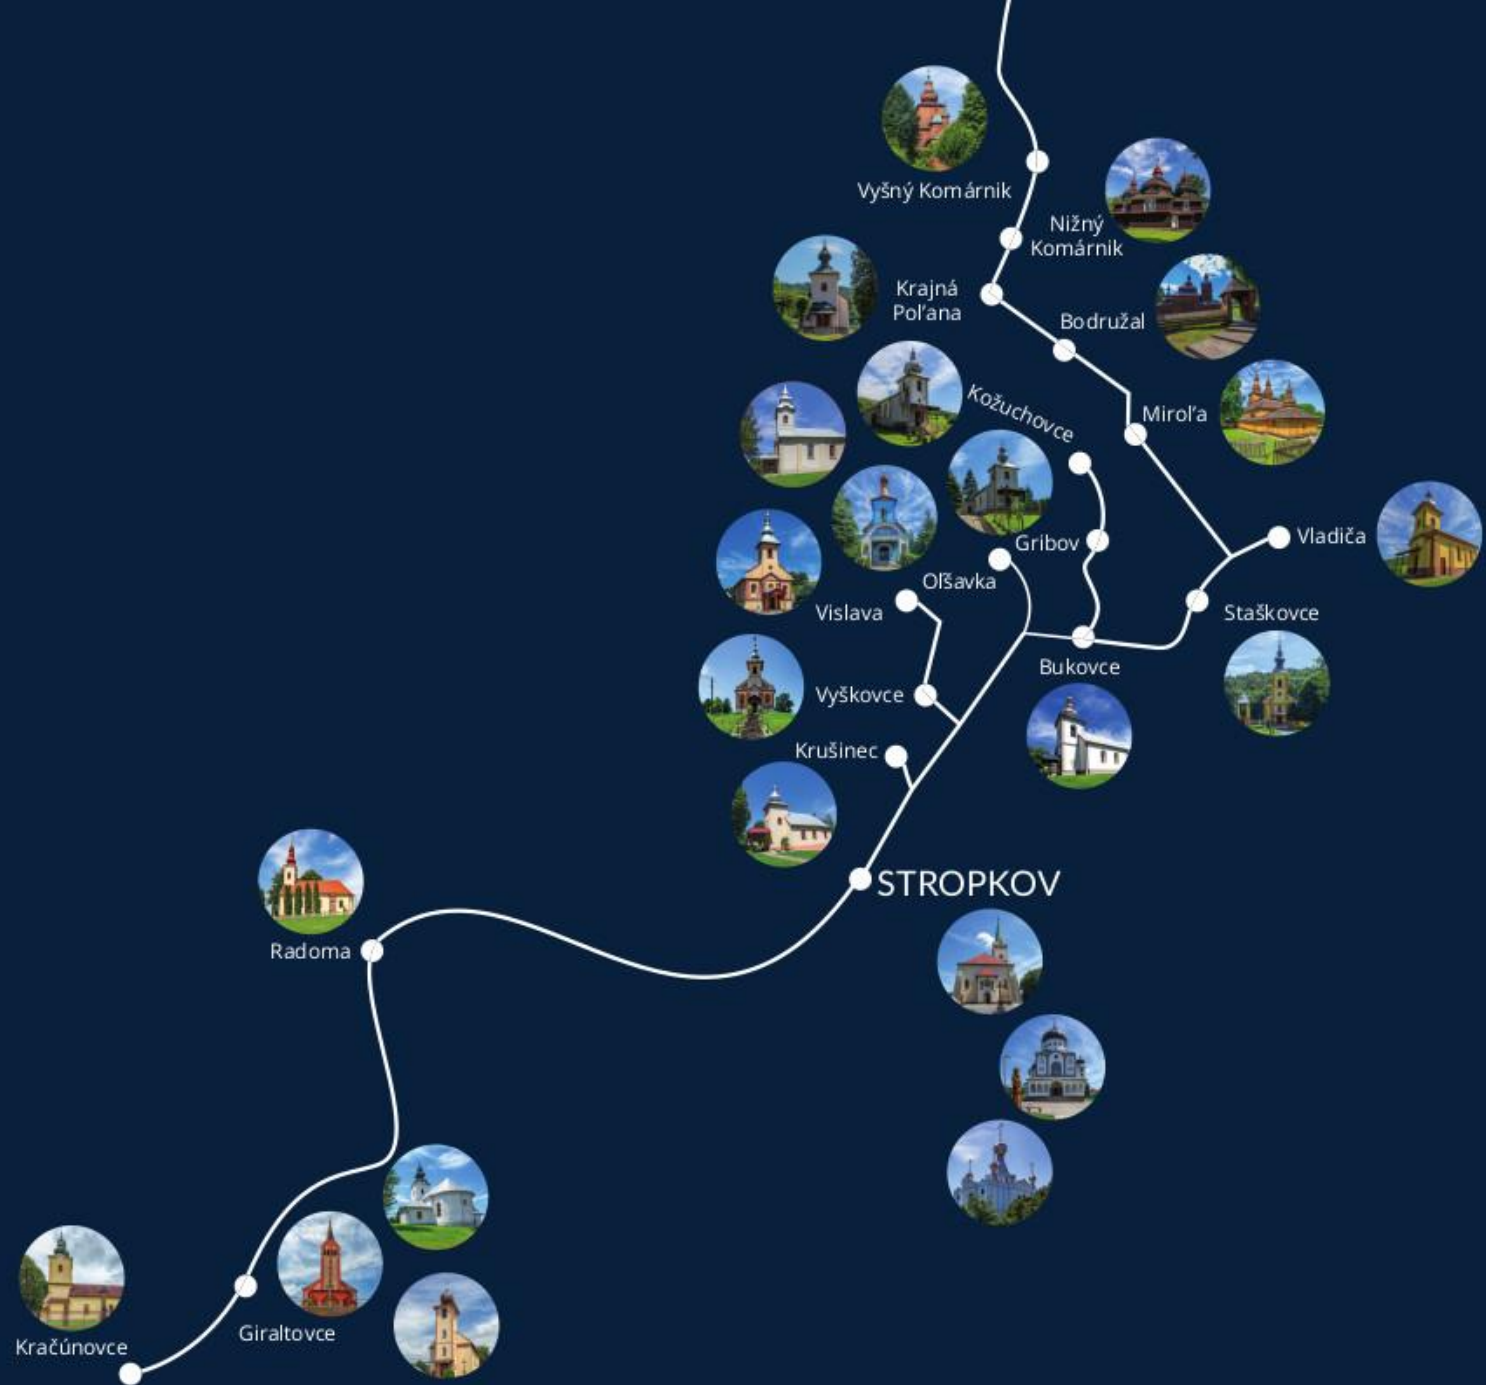 Vyšný Komárnik
Nižný
Komárnik
Krajná
Poľana
Bodružal
Kožuchovce
Miroľa
Vladiča
Gribov
Oľšavka
Vislava
Staškovce
Bukovce
Vyškovce
Krušinec
STROPKOV
Radoma
Giraltovce
Kračúnovce